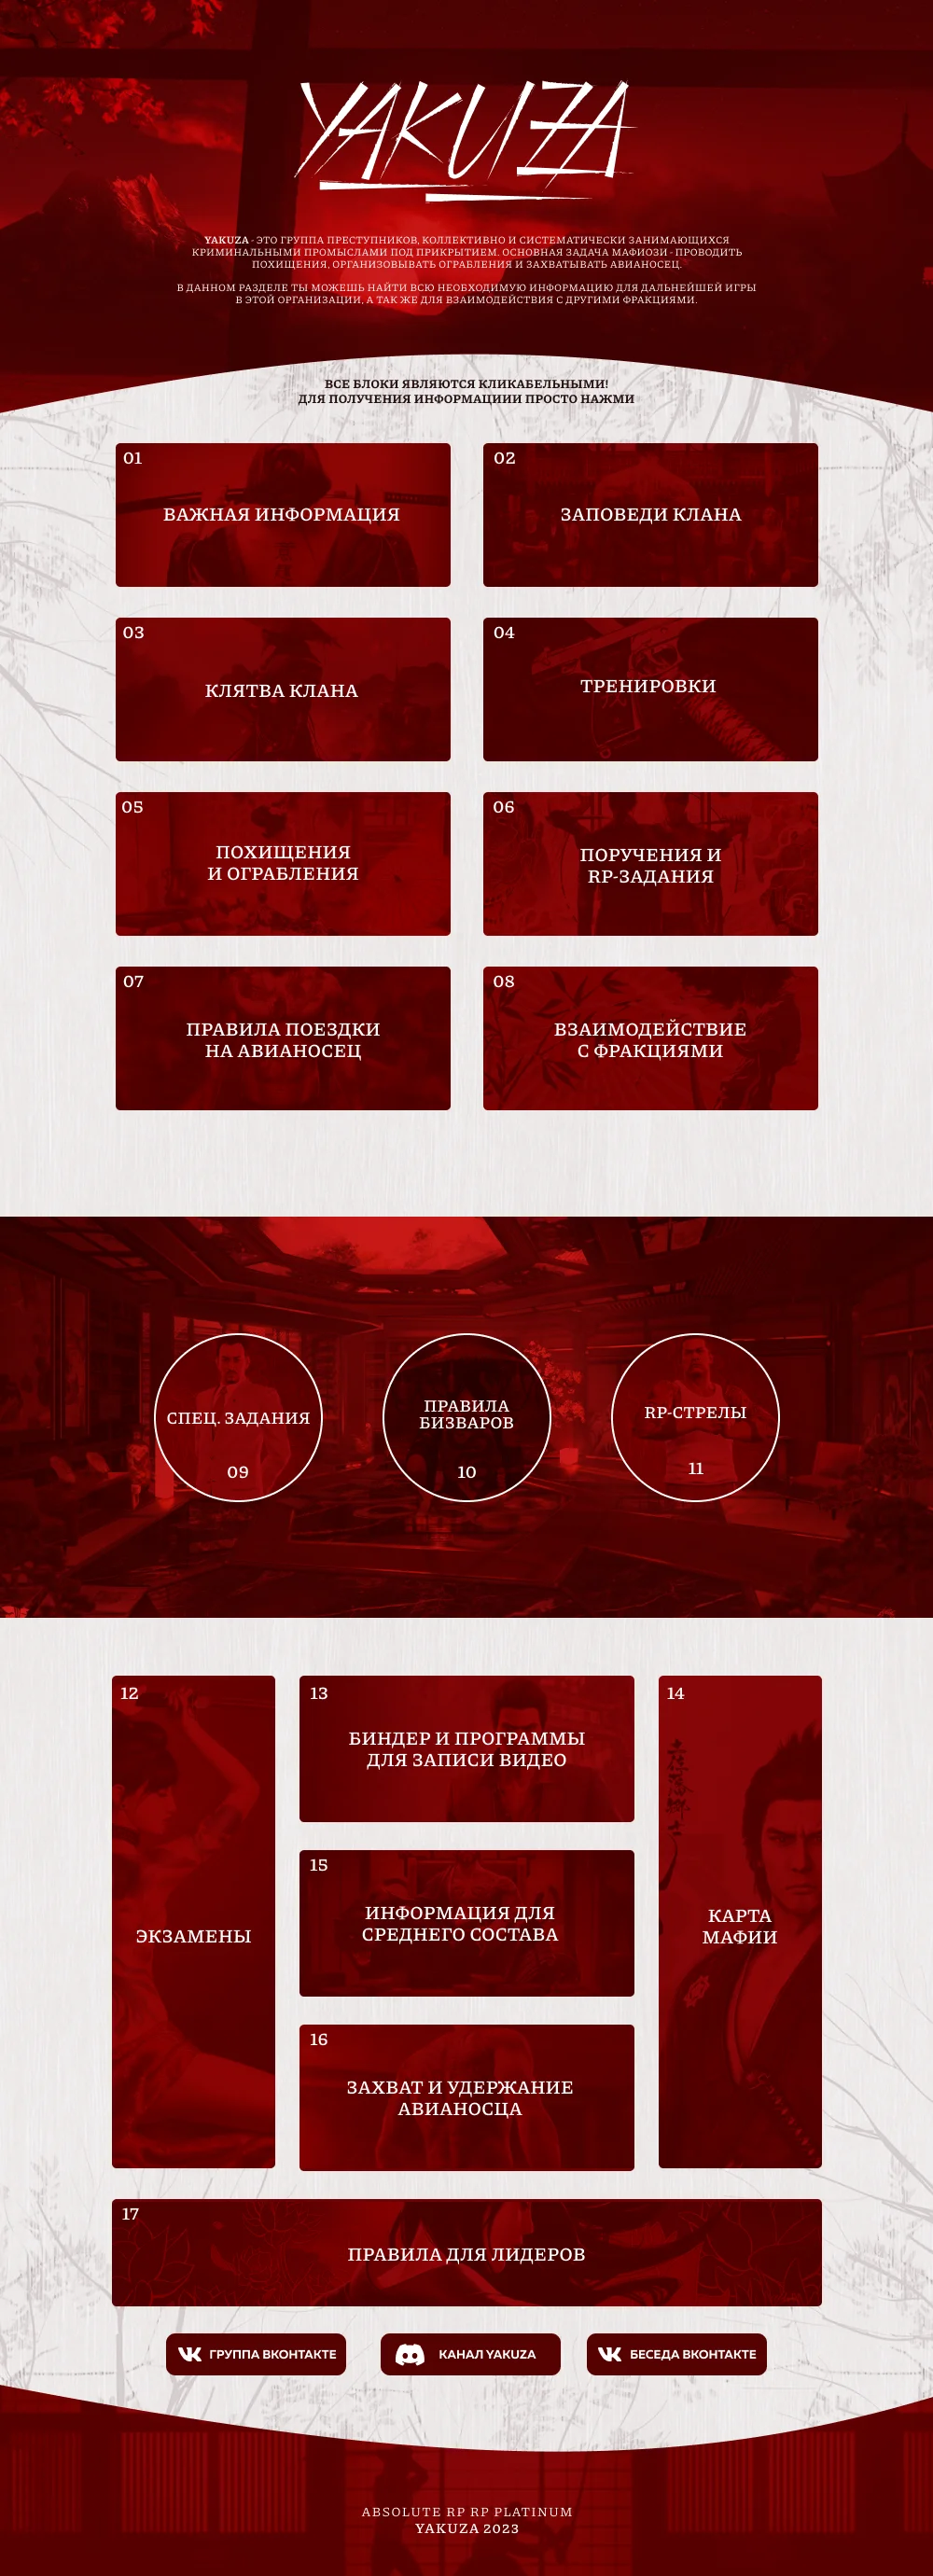 YAKUZA
YAKUZA - ЭТО ГРУППА ПРЕСТУПНИКОВ, КОЛЛЕКТИВНО И СИСТЕМАТИЧЕСКИ ЗАНИМАЮЩИХСЯ
КРИМИНАЛЬНЫМИ ПРОМЫСЛАМИ ПОД ПРИКРЫТИЕМ. ОСНОВНАЯ ЗАДАЧА МАФИОЗИ - ПРОВОДИТЬ
ПОХИЩЕНИЯ, ОРГАНИЗОВЫВАТЬ ОГРАБЛЕНИЯ И ЗАХВАТЫВАТЬ АВИАНОСЕЦ.
В ДАННОМ РАЗДЕЛЕ ТЫ МОЖЕШЬ НАЙТИ ВСЮ НЕОБХОДИМУЮ ИНФОРМАЦИЮ ДЛЯ ДАЛЬНЕЙШЕЙ ИГРЫ
В ЭТОЙ ОРГАНИЗАЦИИ, А ТАК ЖЕ ДЛЯ ВЗАИМОДЕЙСТВИЯ С ДРУГИМИ ФРАКЦИЯМИ.
ВСЕ БЛОКИ ЯВЛЯЮТСЯ КЛИКАБЕЛЬНЫМИ!
ДЛЯ ПОЛУЧЕНИЯ ИНФОРМАЦИИИ ПРОСТО НАЖМИ
01
ВАЖНАЯ ИНФОРМАЦИЯ
02
ЗАПОВЕДИ КЛАНА
03
КЛЯТВА КЛАНА
04
ТРЕНИРОВКИ
05
ПОХИЩЕНИЯ
И ОГРАБЛЕНИЯ
06
ПОРУЧЕНИЯ И
RP-ЗАДАНИЯ
07
ПРАВИЛА ПОЕЗДКИ
НА АВИАНОСЕЦ
08
ВЗАИМОДЕЙСТВИЕ
С ФРАКЦИЯМИ
СПЕЦ. ЗАДАНИЯ
09
ПРАВИЛА
БИЗВАРОВ
10
RP-СТРЕЛЫ
11
12
ЭКЗАМЕНЫ
13
БИНДЕР И ПРОГРАММЫ
ДЛЯ ЗАПИСИ ВИДЕО
14
КАРТА
МАФИИ
15
ИНФОРМАЦИЯ ДЛЯ
СРЕДНЕГО СОСТАВА
16
ЗАХВАТ И УДЕРЖАНИЕ
АВИАНОСЦА
17
ПРАВИЛА ДЛЯ ЛИДЕРОВ
ГРУППА ВКОНТАКТЕ
КАНАЛ YAKUZA
БЕСЕДА ВКОНТАКТЕ
ABSOLUTE RP RP PLATINUM
YAKUZA 2023